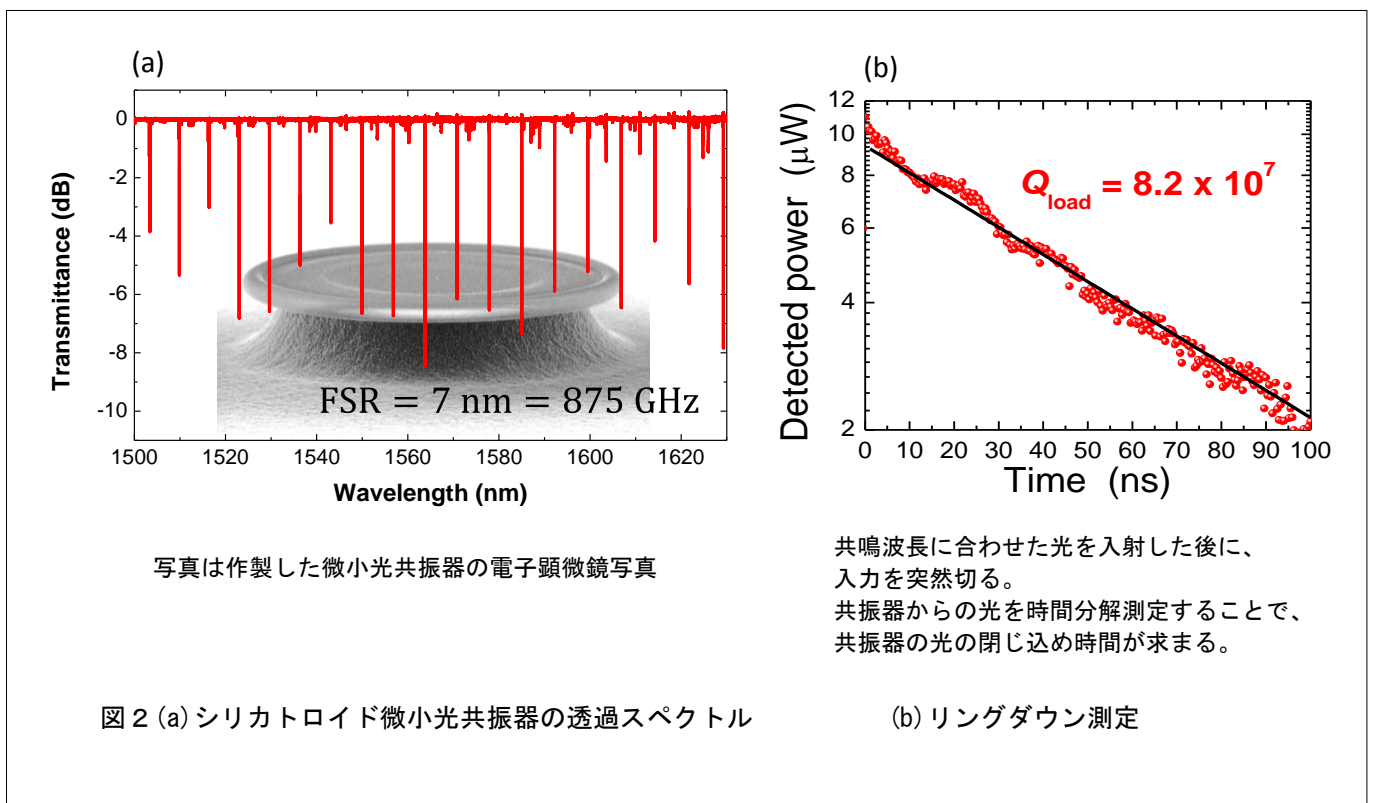 (a)
0
-2
-4
-6
-8
-10
Transmittance (dB)
FSR = 7 nm = 875 GHz
1500 1520 1540 1560 1580 1600 1620
Wavelength (nm)
写真は作製した微小光共振器の電子顕微鏡写真
(b)
12
10
8
6
4
2
Detected power (μW)
Qload = 8.2 x 10^7
0 10 20 30 40 50 60 70 80 90 100
Time (ns)
共鳴波長に合わせた光を入射した後に、
入力を突然切る。
共振器からの光を時間分解測定することで、
共振器の光の閉じ込め時間が求まる。
図２(a)シリカトロイド微小光共振器の透過スペクトル
(b)リングダウン測定